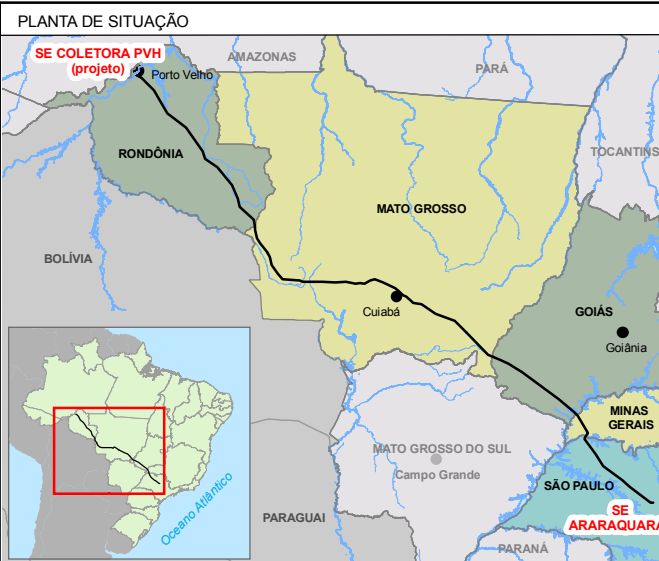 PLANTA DE SITUAÇÃO
SE COLETORA PVH
(projeto)
Porto Velho
AMAZONAS
PARÁ
TOCANTINS
RONDÔNIA
MATO GROSSO
BOLÍVIA
Cuiabá
GOIÁS
Goiânia
MINAS
GERAIS
MATO GROSSO DO SUL
Campo Grande
SÃO PAULO
SE
ARARAQUARA
PARAGUAI
PARANÁ
Oceano Atlântico